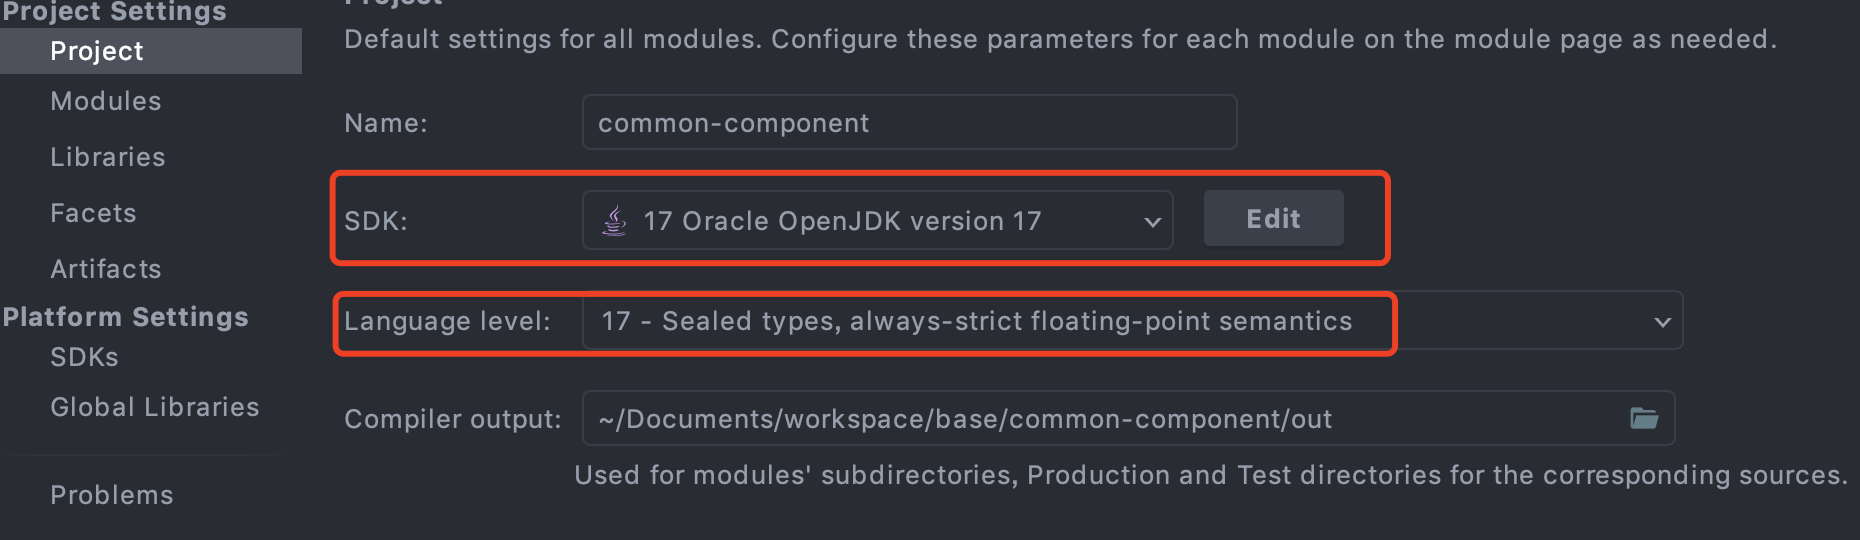 Project Settings
Project
Modules
Libraries
Facets
Artifacts
Platform Settings
SDKs
Global Libraries
Problems
Project
Default settings for all modules. Configure these parameters for each module on the module page as needed.
Name: common-component
SDK: 17 Oracle OpenJDK version 17 Edit
Language level: 17 - Sealed types, always-strict floating-point semantics
Compiler output: ~/Documents/workspace/base/common-component/out
Used for modules' subdirectories, Production and Test directories for the corresponding sources.